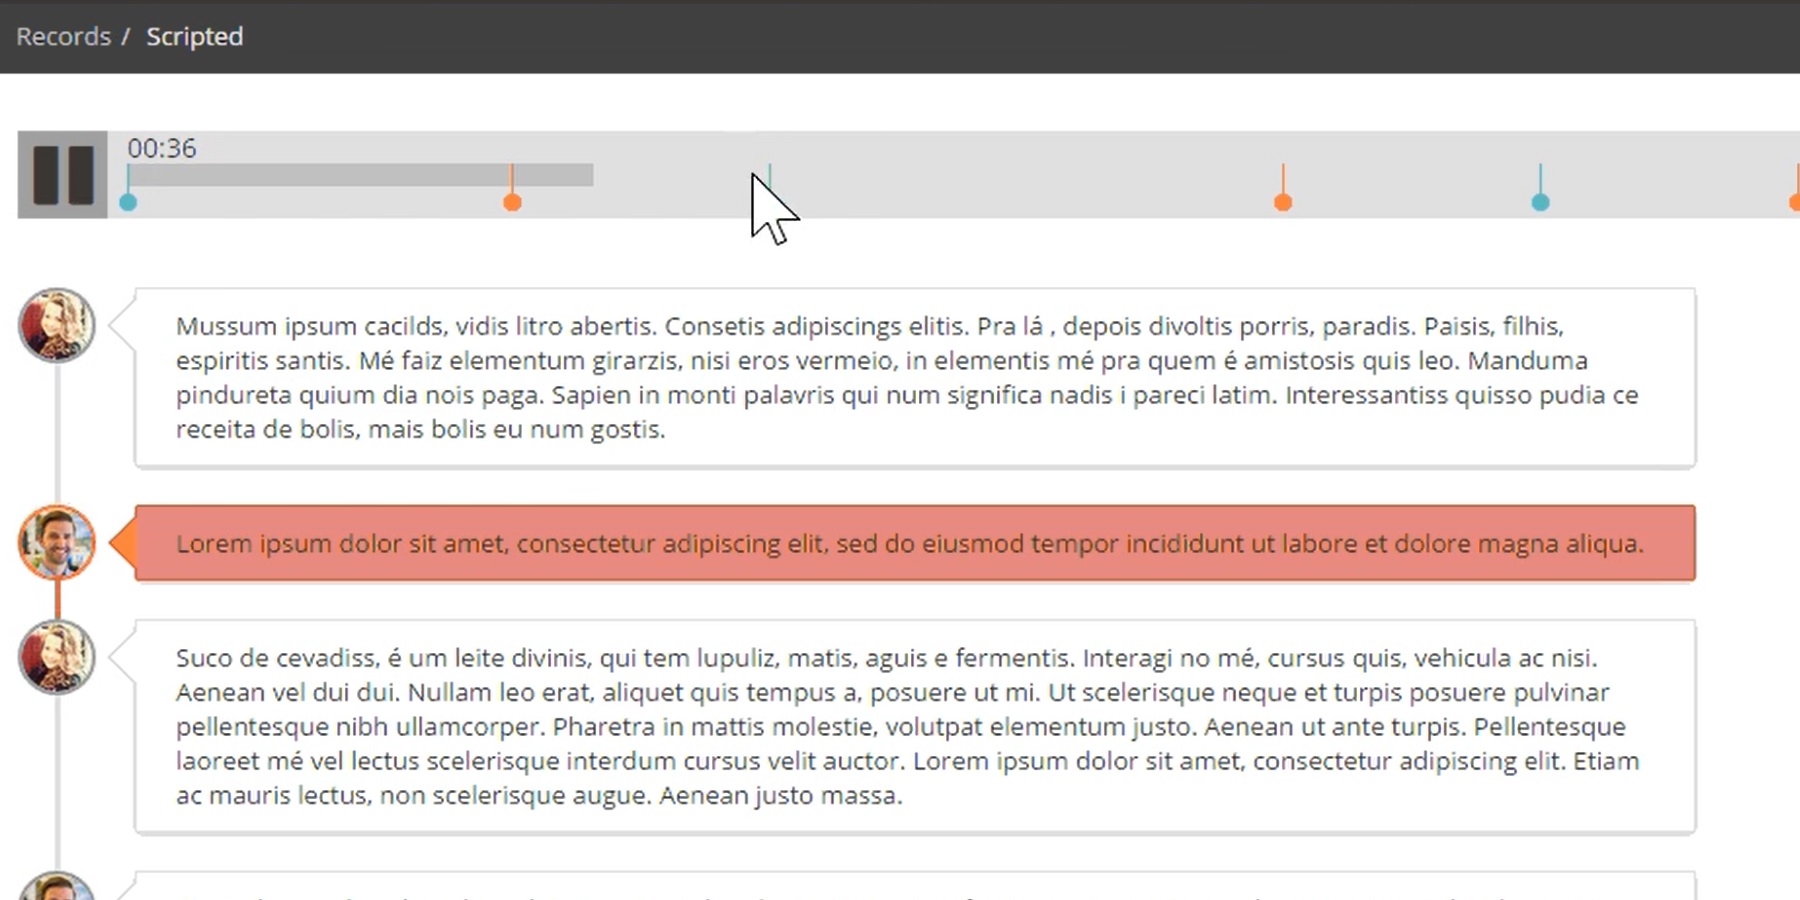 Records / Scripted
00:36
Mussum ipsum cacilds, vidis litro abertis. Consetis adipiscings elitis. Pra lá , depois divoltis porris, paradis. Paisis, filhis,
espiritis santis. Mé faiz elementum girarzis, nisi eros vermeio, in elementis mé pra quem é amistosis quis leo. Manduma
pindureta quium dia nois paga. Sapien in monti palavris qui num significa nadis i pareci latim. Interessantiss quisso pudia ce
receita de bolis, mais bolis eu num gostis.
Lorem ipsum dolor sit amet, consectetur adipiscing elit, sed do eiusmod tempor incididunt ut labore et dolore magna aliqua.
Suco de cevadiss, é um leite divinis, qui tem lupuliz, matis, aguis e fermentis. Interagi no mé, cursus quis, vehicula ac nisi.
Aenean vel dui dui. Nullam leo erat, aliquet quis tempus a, posuere ut mi. Ut scelerisque neque et turpis posuere pulvinar
pellentesque nibh ullamcorper. Pharetra in mattis molestie, volutpat elementum justo. Aenean ut ante turpis. Pellentesque
laoreet mé vel lectus scelerisque interdum cursus velit auctor. Lorem ipsum dolor sit amet, consectetur adipiscing elit. Etiam
ac mauris lectus, non scelerisque augue. Aenean justo massa.